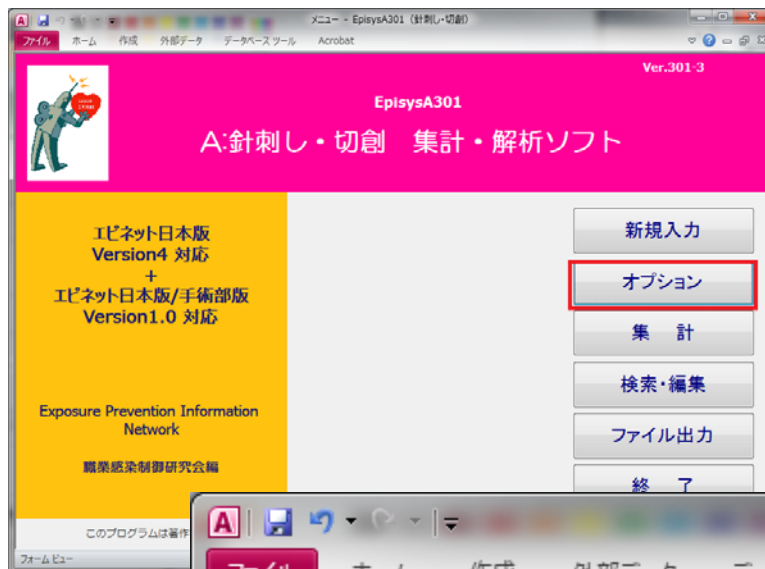 メニュー - EpisysA301（針刺し・切創）
ファイル ホーム 作成 外部データ データベース ツール Acrobat
Ver.301-3
EpisysA301
A:針刺し・切創　集計・解析ソフト
エピネット日本版
Version4 対応
+
エピネット日本版/手術部版
Version1.0 対応
Exposure Prevention Information
Network
職業感染制御研究会編
このプログラムは著作
新規入力
オプション
集　計
検索・編集
ファイル出力
終　了
フォーム ビュー
ファイル ホーム 作成 外部データ デ